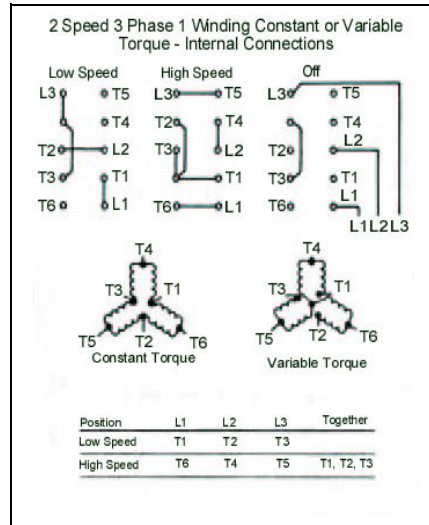 2 Speed 3 Phase 1 Winding Constant or Variable
Torque - Internal Connections
Low Speed High Speed Off
L3 T5 L3 T5 L3 T5
T4 T2 T4 T4
T2 L2 T3 L2 T2 L2
T3 T1 T1 T3 T1
T6 L1 T6 L1 T6 L1
L1 L2 L3
T4 T4
T3 T1 T3 T1
T5 T2 T6 T5 T2 T6
Constant Torque Variable Torque
Position L1 L2 L3 Together
Low Speed T1 T2 T3
High Speed T6 T4 T5 T1, T2, T3